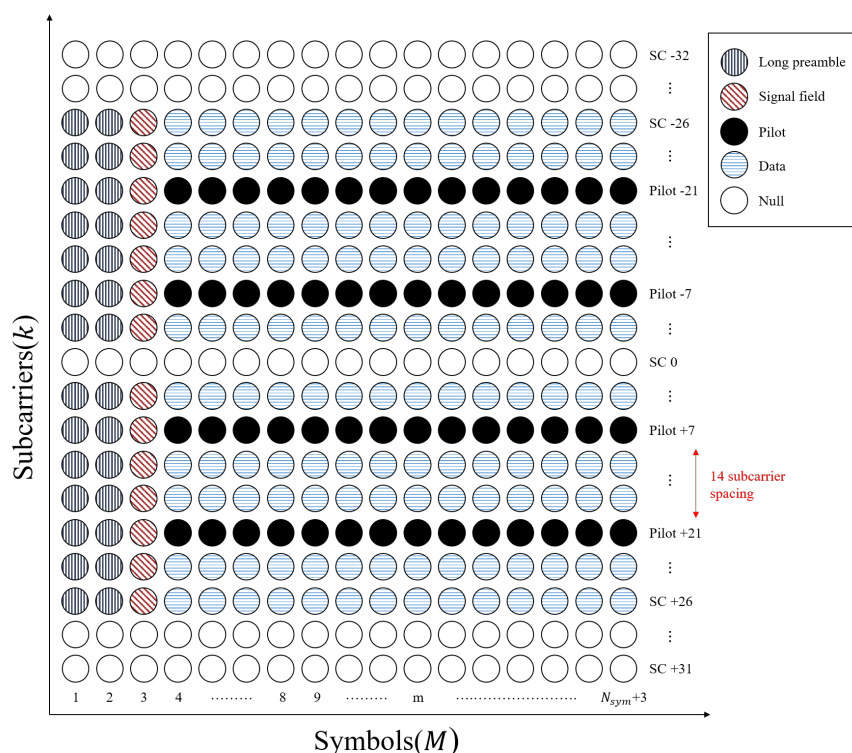 SC -32
⋮
SC -26
⋮
Pilot -21
⋮
Pilot -7
⋮
SC 0
⋮
Pilot +7
⋮
Pilot +21
⋮
SC +26
⋮
SC +31
14 subcarrier
spacing
Long preamble
Signal field
Pilot
Data
Null
Subcarriers(k)
1 2 3 4 ········· 8 9 ········· m ························ N_sym+3
Symbols(M)